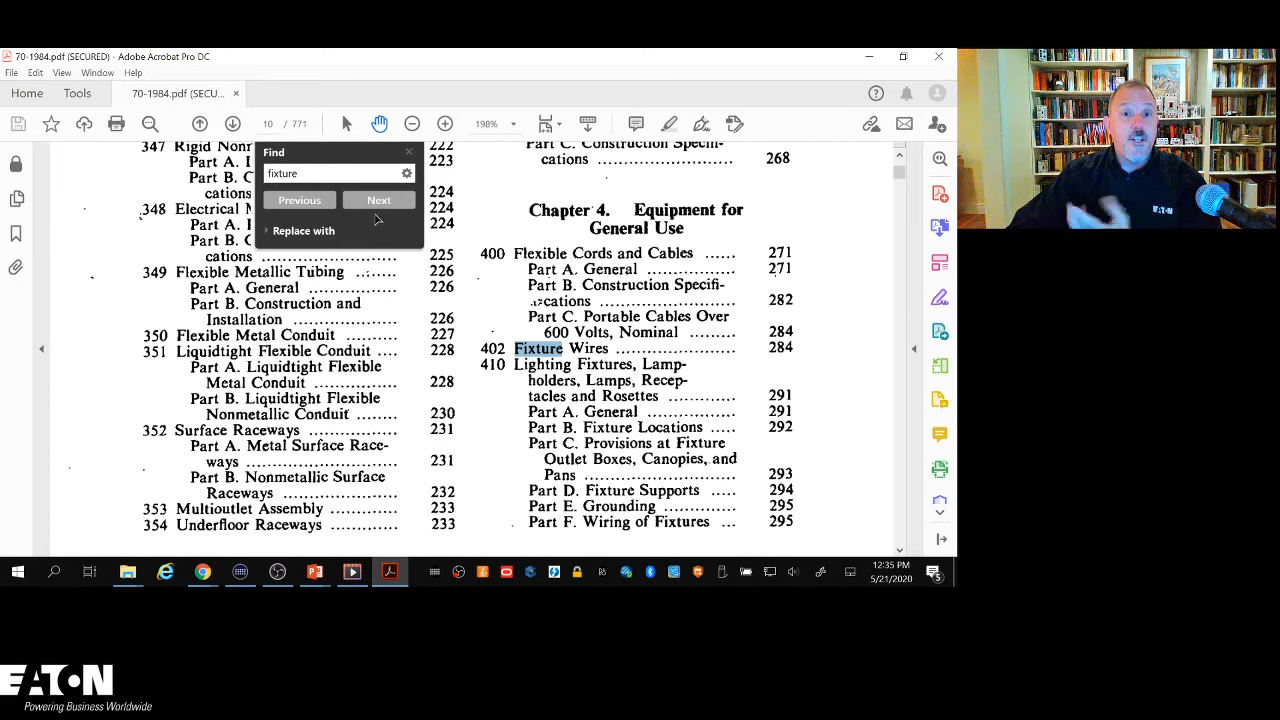 70-1984.pdf (SECURED) - Adobe Acrobat Pro DC
File Edit View Window Help
Home Tools 70-1984.pdf (SECU... ×
10 / 771 198%
Find
fixture
Previous Next
Replace with
347 Rigid Nonm 222
Part A. 223
Part B. C
cations 224
348 Electrical M 224
Part A. 224
Part B. C
cations ............ 225
349 Flexible Metallic Tubing ........ 226
Part A. General ................ 226
Part B. Construction and
Installation ................ 226
350 Flexible Metal Conduit .......... 227
351 Liquidtight Flexible Conduit .... 228
Part A. Liquidtight Flexible
Metal Conduit ............ 228
Part B. Liquidtight Flexible
Nonmetallic Conduit ...... 230
352 Surface Raceways .............. 231
Part A. Metal Surface Race-
ways .................... 231
Part B. Nonmetallic Surface
Raceways ................ 232
353 Multioutlet Assembly ............ 233
354 Underfloor Raceways ............ 233
Part C. Construction Specifi-
cations .................... 268
Chapter 4. Equipment for
General Use
400 Flexible Cords and Cables ...... 271
Part A. General ................ 271
Part B. Construction Specifi-
cations .................... 282
Part C. Portable Cables Over
600 Volts, Nominal ........ 284
402 Fixture Wires .................. 284
410 Lighting Fixtures, Lamp-
holders, Lamps, Recep-
tacles and Rosettes ............ 291
Part A. General ................ 291
Part B. Fixture Locations ...... 292
Part C. Provisions at Fixture
Outlet Boxes, Canopies, and
Pans ...................... 293
Part D. Fixture Supports ..... 294
Part E. Grounding .............. 295
Part F. Wiring of Fixtures ... 295
EATON
12:35 PM
5/21/2020
5
EATON
Powering Business Worldwide